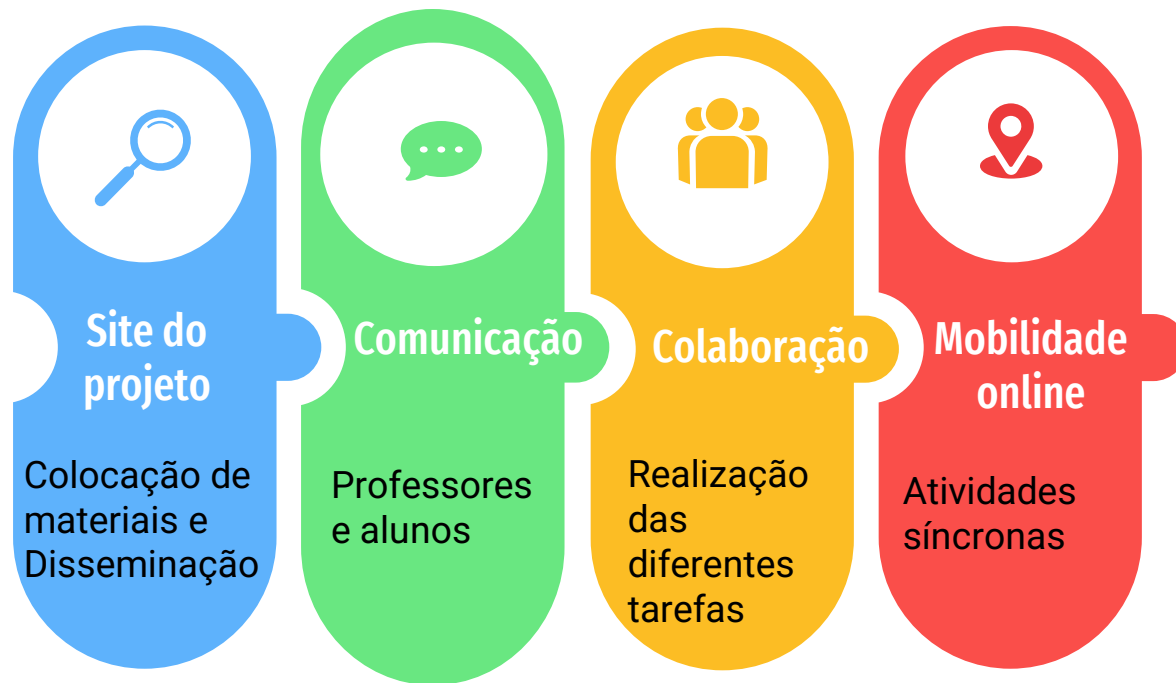 Site do
projeto
Colocação de
materiais e
Disseminação
Comunicação
Professores
e alunos
Colaboração
Realização
das
diferentes
tarefas
Mobilidade
online
Atividades
síncronas